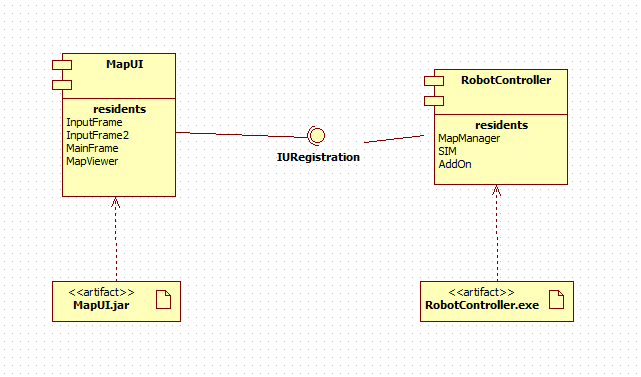 MapUI
residents
InputFrame
InputFrame2
MainFrame
MapViewer
IURegistration
RobotController
residents
MapManager
SIM
AddOn
<<artifact>>
MapUI.jar
<<artifact>>
RobotController.exe